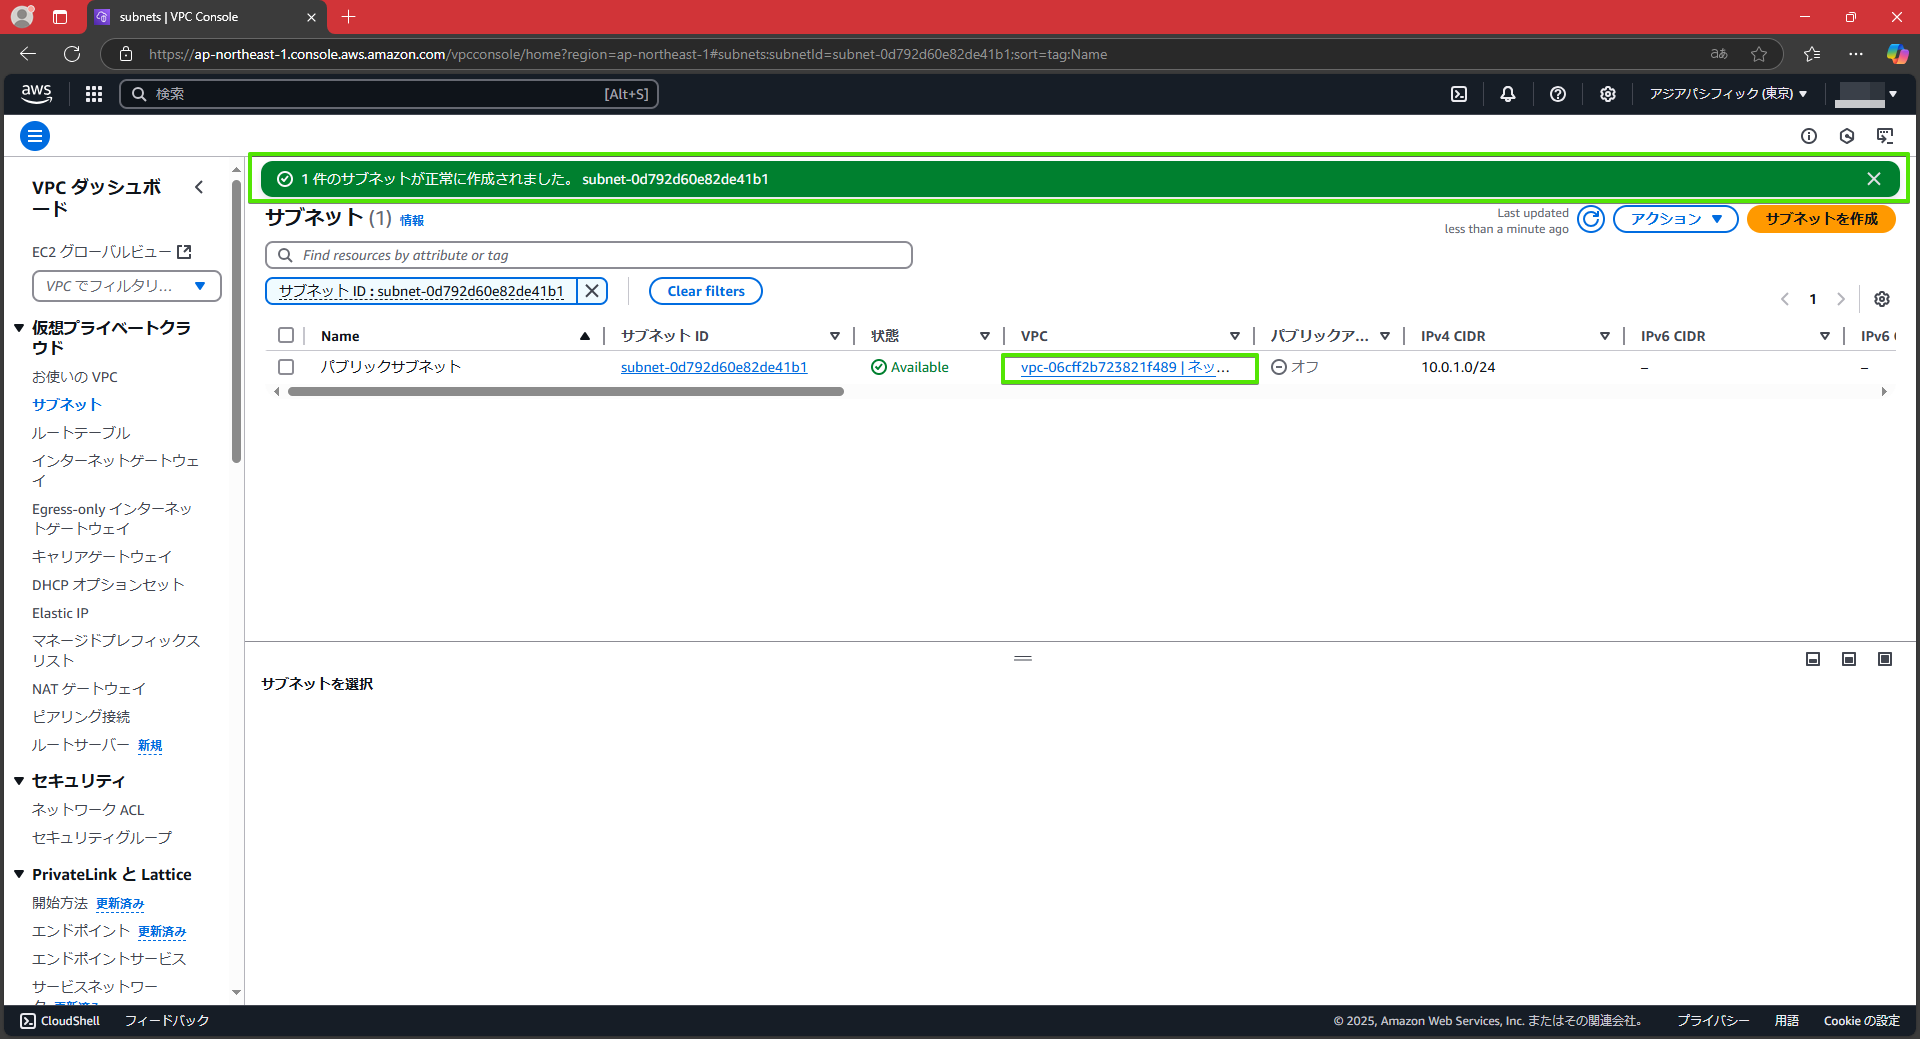 subnets | VPC Console
https://ap-northeast-1.console.aws.amazon.com/vpcconsole/home?region=ap-northeast-1#subnets:subnetId=subnet-0d792d60e82de41b1;sort=tag:Name
aあ
aws
検索
[Alt+S]
アジアパシフィック (東京)
VPC ダッシュボ
ード
EC2 グローバルビュー
VPC でフィルタリ...
仮想プライベートクラ
ウド
お使いの VPC
サブネット
ルートテーブル
インターネットゲートウェ
イ
Egress-only インターネッ
トゲートウェイ
キャリアゲートウェイ
DHCP オプションセット
Elastic IP
マネージドプレフィックス
リスト
NAT ゲートウェイ
ピアリング接続
ルートサーバー 新規
セキュリティ
ネットワーク ACL
セキュリティグループ
PrivateLink と Lattice
開始方法 更新済み
エンドポイント 更新済み
エンドポイントサービス
サービスネットワー
ク 更新済み
1 件のサブネットが正常に作成されました。 subnet-0d792d60e82de41b1
サブネット (1) 情報
Last updated
less than a minute ago
アクション
サブネットを作成
Find resources by attribute or tag
サブネット ID : subnet-0d792d60e82de41b1
Clear filters
1
Name サブネット ID 状態 VPC パブリックア... IPv4 CIDR IPv6 CIDR IPv6
パブリックサブネット subnet-0d792d60e82de41b1 Available vpc-06cff2b723821f489 | ネッ... オフ 10.0.1.0/24 – –
サブネットを選択
CloudShell フィードバック
© 2025, Amazon Web Services, Inc. またはその関連会社。 プライバシー 用語 Cookie の設定